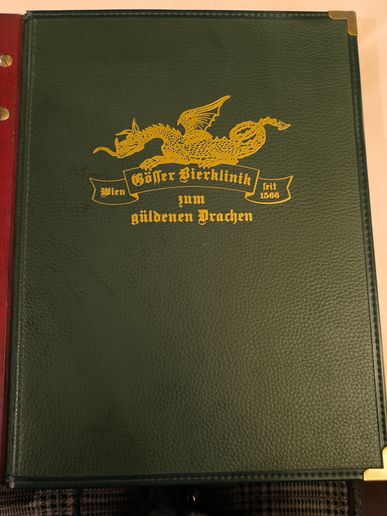 Wien Gösser Bierklinik seit 1566
zum
güldenen Drachen